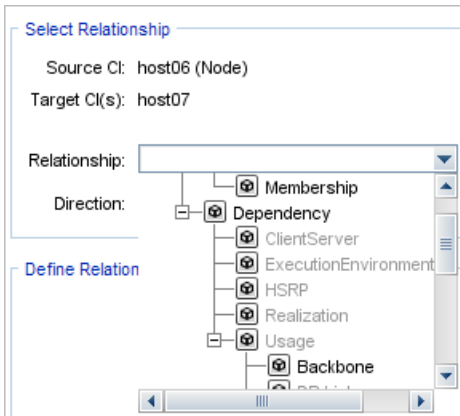 Select Relationship
Source CI: host06 (Node)
Target CI(s): host07
Relationship:
Membership
Direction:
Dependency
ClientServer
Define Relation
ExecutionEnvironment
HSRP
Realization
Usage
Backbone